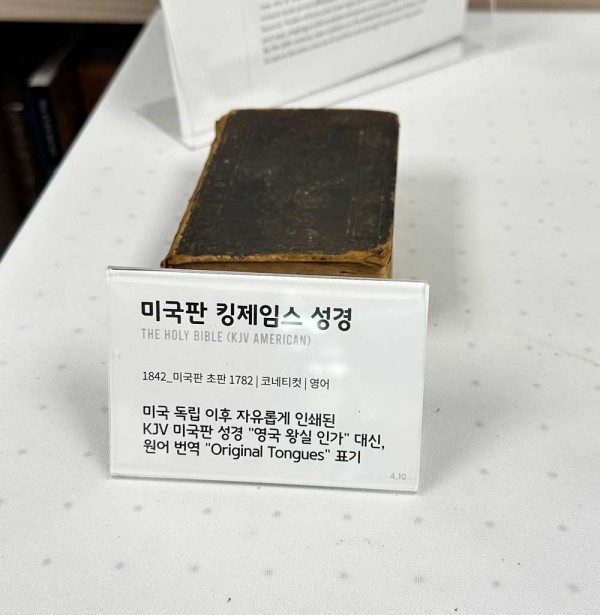 미국판 킹제임스 성경
THE HOLY BIBLE (KJV AMERICAN)
1842_미국판 초판 1782 | 코네티컷 | 영어
미국 독립 이후 자유롭게 인쇄된
KJV 미국판 성경 "영국 왕실 인가" 대신,
원어 번역 "Original Tongues" 표기
4.10